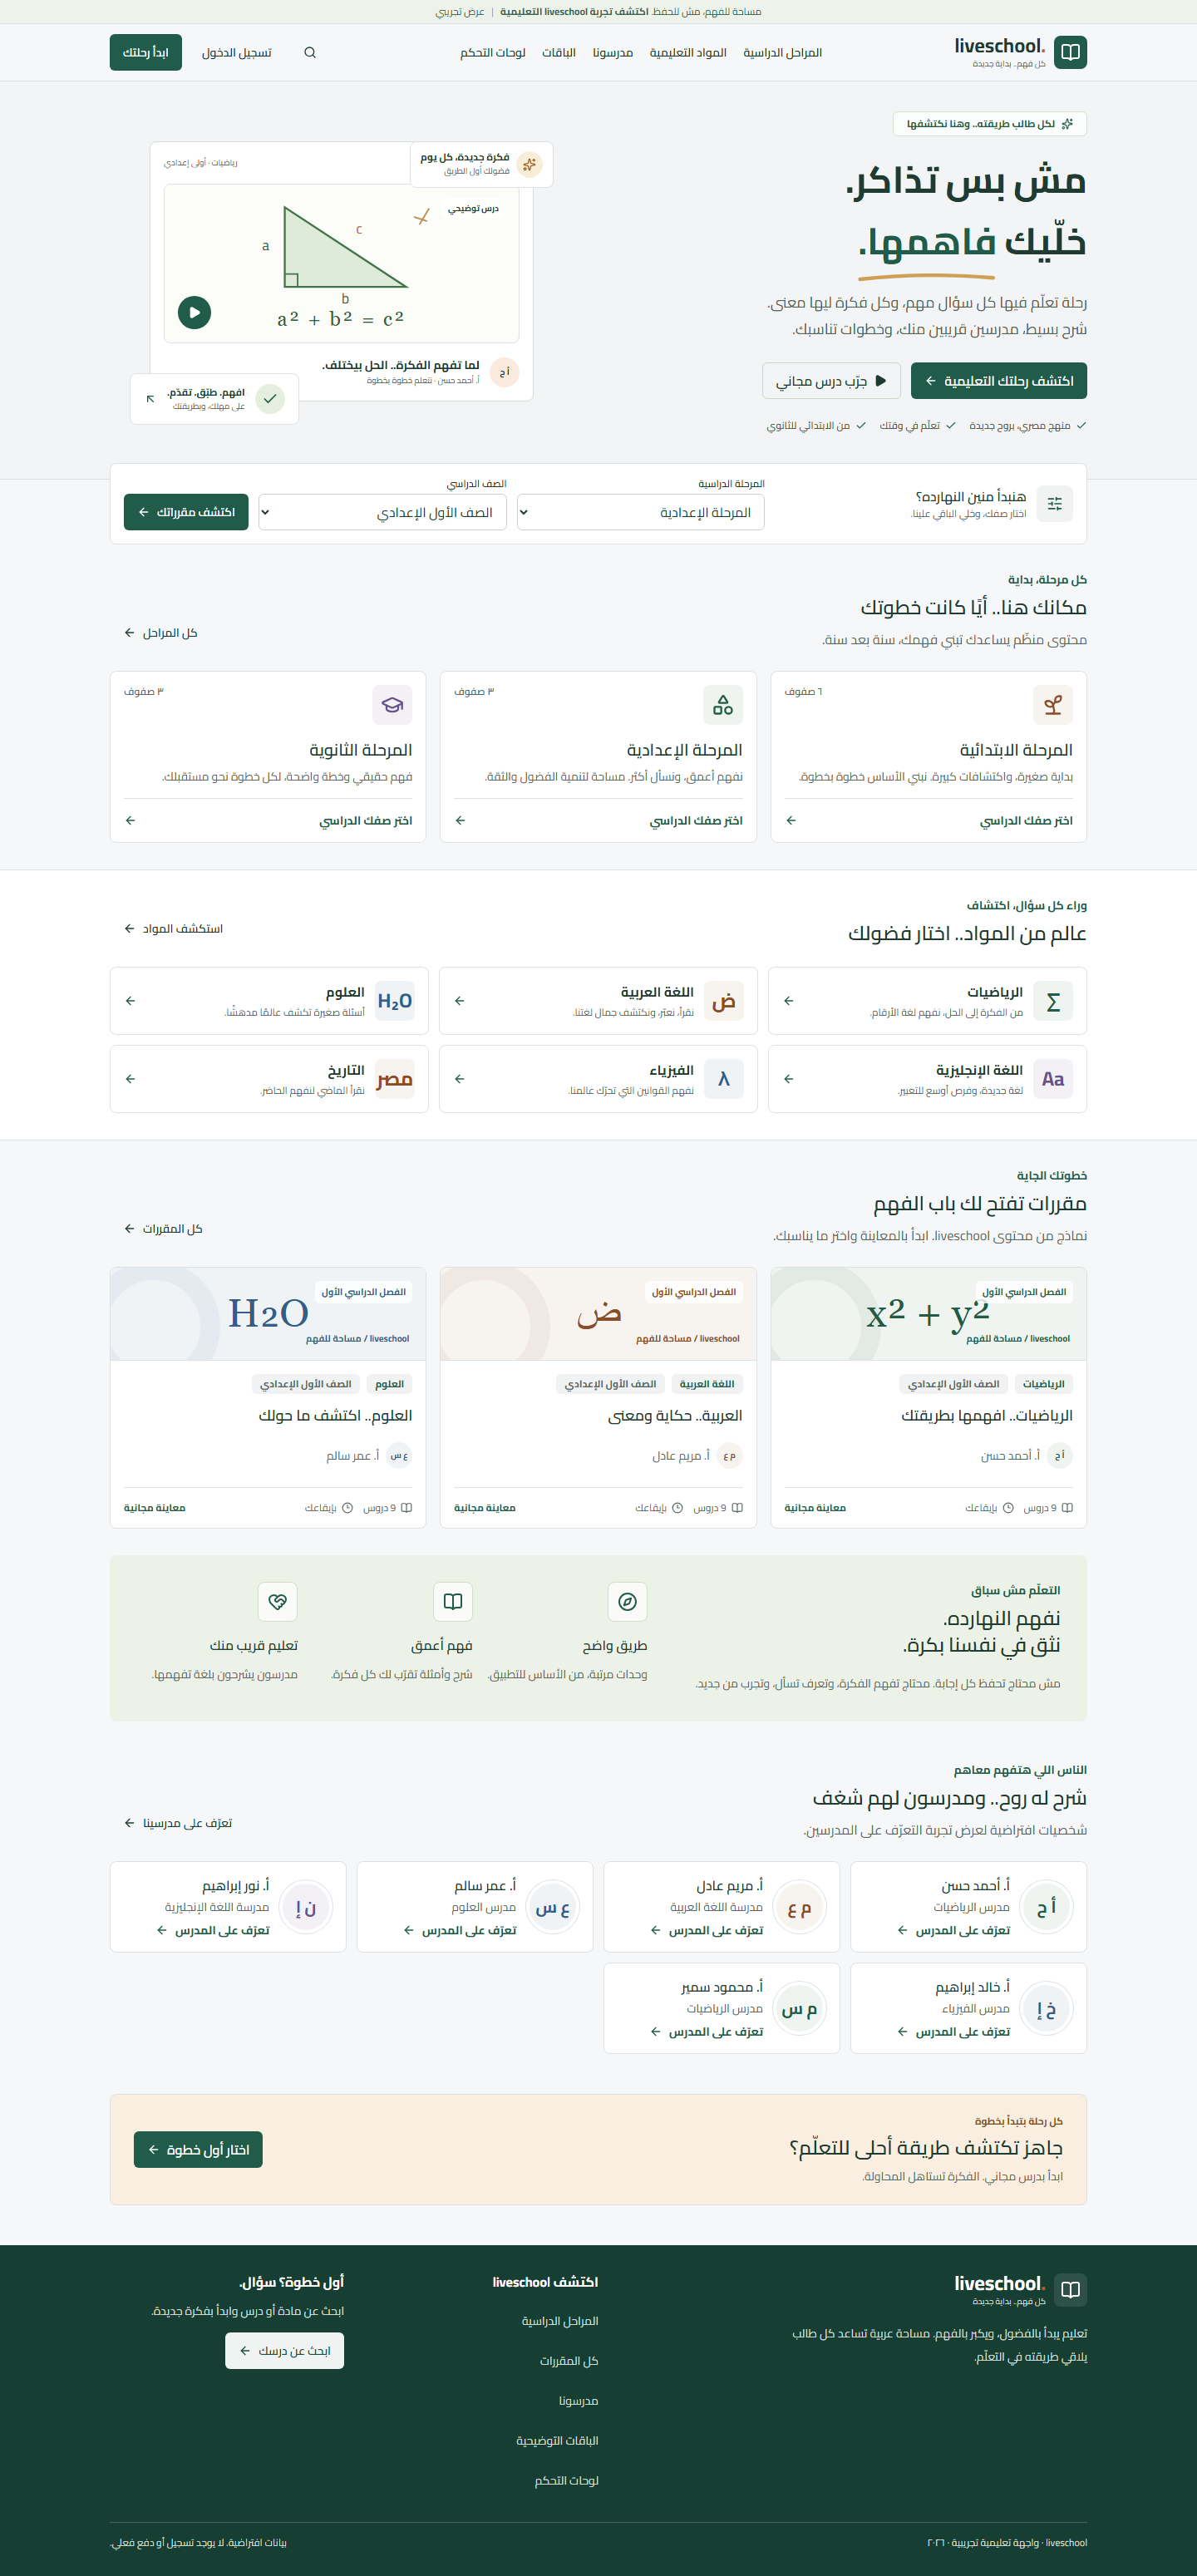 مساحة للفهم، مش للحفظ. اكتشف تجربة liveschool التعليمية | عرض تجريبي
liveschool.
كل فهم.. بداية جديدة
المراحل الدراسية
المواد التعليمية
مدرسونا
الباقات
لوحات التحكم
تسجيل الدخول
ابدأ رحلتك
لكل طالب طريقته.. وهنا نكتشفها
مش بس تذاكر.
خلّيك فاهمها.
رحلة تعلّم فيها كل سؤال مهم، وكل فكرة ليها معنى.
شرح بسيط، مدرسين قريبين منك، وخطوات تناسبك.
اكتشف رحلتك التعليمية
جرّب درس مجاني
منهج مصري، بروح جديدة
تعلّم في وقتك
من الابتدائي للثانوي
فكرة جديدة، كل يوم
فضولك أول الطريق
رياضيات · أولى إعدادي
درس توضيحي
a
c
b
a² + b² = c²
أ ح
لما تفهم الفكرة.. الحل بيختلف.
أ. أحمد حسن · نتعلم خطوة بخطوة
افهم. طبّق. تقدّم.
على مهلك، وبطريقتك
هنبدأ منين النهارده؟
اختار صفك، وخلي الباقي علينا.
المرحلة الدراسية
المرحلة الإعدادية
الصف الدراسي
الصف الأول الإعدادي
اكتشف مقرراتك
كل مرحلة، بداية
مكانك هنا.. أيًا كانت خطوتك
محتوى منظّم يساعدك تبني فهمك، سنة بعد سنة.
كل المراحل
٦ صفوف
المرحلة الابتدائية
بداية صغيرة، واكتشافات كبيرة. نبني الأساس خطوة بخطوة.
اختر صفك الدراسي
٣ صفوف
المرحلة الإعدادية
نفهم أعمق، ونسأل أكثر. مساحة لتنمية الفضول والثقة.
اختر صفك الدراسي
٣ صفوف
المرحلة الثانوية
فهم حقيقي وخطة واضحة، لكل خطوة نحو مستقبلك.
اختر صفك الدراسي
وراء كل سؤال، اكتشاف
عالم من المواد.. اختار فضولك
استكشف المواد
∑
الرياضيات
من الفكرة إلى الحل، نفهم لغة الأرقام.
ض
اللغة العربية
نقرأ، نعبّر، ونكتشف جمال لغتنا.
H₂O
العلوم
أسئلة صغيرة تكشف عالمًا مدهشًا.
Aa
اللغة الإنجليزية
لغة جديدة، وفرص أوسع للتعبير.
λ
الفيزياء
نفهم القوانين التي تحرّك عالمنا.
مصر
التاريخ
نقرأ الماضي لنفهم الحاضر.
خطوتك الجاية
مقررات تفتح لك باب الفهم
نماذج من محتوى liveschool. ابدأ بالمعاينة واختر ما يناسبك.
كل المقررات
الفصل الدراسي الأول
x² + y²
liveschool / مساحة للفهم
الرياضيات
الصف الأول الإعدادي
الرياضيات.. افهمها بطريقتك
أ ح
أ. أحمد حسن
9 دروس
بإيقاعك
معاينة مجانية
الفصل الدراسي الأول
ض
liveschool / مساحة للفهم
اللغة العربية
الصف الأول الإعدادي
العربية.. حكاية ومعنى
م ع
أ. مريم عادل
9 دروس
بإيقاعك
معاينة مجانية
الفصل الدراسي الأول
H2O
liveschool / مساحة للفهم
العلوم
الصف الأول الإعدادي
العلوم.. اكتشف ما حولك
ع س
أ. عمر سالم
9 دروس
بإيقاعك
معاينة مجانية
التعلّم مش سباق
نفهم النهارده.
نثق في نفسنا بكرة.
مش محتاج تحفظ كل إجابة. محتاج تفهم الفكرة، وتعرف تسأل، وتجرب من جديد.
طريق واضح
وحدات مرتبة، من الأساس للتطبيق.
فهم أعمق
شرح وأمثلة تقرّب لك كل فكرة.
تعليم قريب منك
مدرسون يشرحون بلغة تفهمها.
الناس اللي هتفهم معاهم
شرح له روح.. ومدرسون لهم شغف
شخصيات افتراضية لعرض تجربة التعرّف على المدرسين.
تعرّف على مدرسينا
أ ح
أ. أحمد حسن
مدرس الرياضيات
تعرّف على المدرس
م ع
أ. مريم عادل
مدرسة اللغة العربية
تعرّف على المدرس
ع س
أ. عمر سالم
مدرس العلوم
تعرّف على المدرس
ن إ
أ. نور إبراهيم
مدرسة اللغة الإنجليزية
تعرّف على المدرس
خ إ
أ. خالد إبراهيم
مدرس الفيزياء
تعرّف على المدرس
م س
أ. محمود سمير
مدرس الرياضيات
تعرّف على المدرس
كل رحلة بتبدأ بخطوة
جاهز تكتشف طريقة أحلى للتعلّم؟
ابدأ بدرس مجاني. الفكرة تستاهل المحاولة.
اختار أول خطوة
liveschool.
كل فهم.. بداية جديدة
تعليم يبدأ بالفضول، ويكبر بالفهم. مساحة عربية تساعد كل طالب
يلاقي طريقته في التعلّم.
اكتشف liveschool
المراحل الدراسية
كل المقررات
مدرسونا
الباقات التوضيحية
لوحات التحكم
أول خطوة؟ سؤال.
ابحث عن مادة أو درس وابدأ بفكرة جديدة.
ابحث عن درسك
liveschool · واجهة تعليمية تجريبية · ٢٠٢٦
بيانات افتراضية. لا يوجد تسجيل أو دفع فعلي.